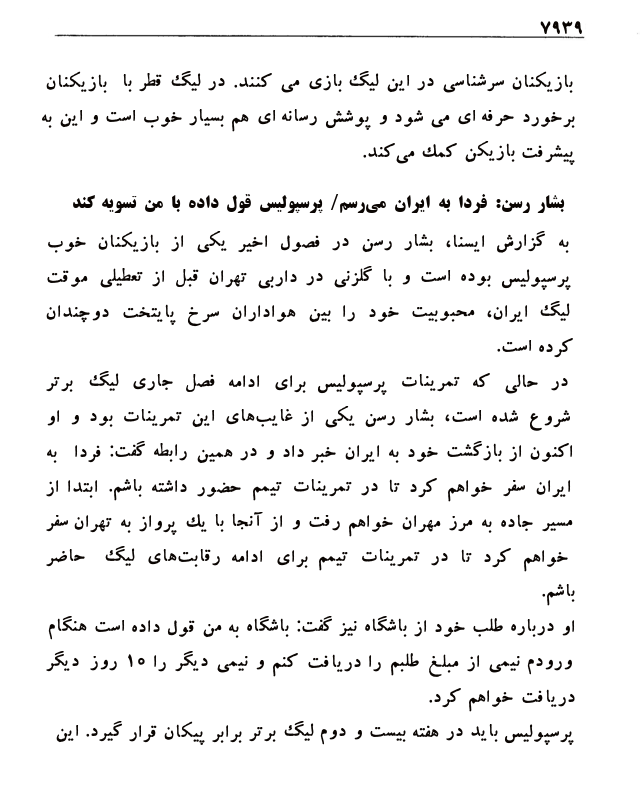 ۷۹۳۹
بازیکنان سرشناسی در این لیگ بازی می کنند. در لیگ قطر با بازیکنان
برخورد حرفه ای می شود و پوشش رسانه ای هم بسیار خوب است و این به
پیشرفت بازیکن کمک می‌کند.
بشار رسن: فردا به ایران می‌رسم/ پرسپولیس قول داده با من تسویه کند
به گزارش ایسنا، بشار رسن در فصول اخیر یکی از بازیکنان خوب
پرسپولیس بوده است و با گلزنی در داربی تهران قبل از تعطیلی موقت
لیگ ایران، محبوبیت خود را بین هواداران سرخ پایتخت دوچندان
کرده است.
در حالی که تمرینات پرسپولیس برای ادامه فصل جاری لیگ برتر
شروع شده است، بشار رسن یکی از غایب‌های این تمرینات بود و او
اکنون از بازگشت خود به ایران خبر داد و در همین رابطه گفت: فردا به
ایران سفر خواهم کرد تا در تمرینات تیمم حضور داشته باشم. ابتدا از
مسیر جاده به مرز مهران خواهم رفت و از آنجا با یك پرواز به تهران سفر
خواهم کرد تا در تمرینات تیمم برای ادامه رقابت‌های لیگ حاضر
باشم.
او درباره طلب خود از باشگاه نیز گفت: باشگاه به من قول داده است هنگام
ورودم نیمی از مبلغ طلبم را دریافت کنم و نیمی دیگر را ۱۵ روز دیگر
دریافت خواهم کرد.
پرسپولیس باید در هفته بیست و دوم لیگ برتر برابر پیکان قرار گیرد. این